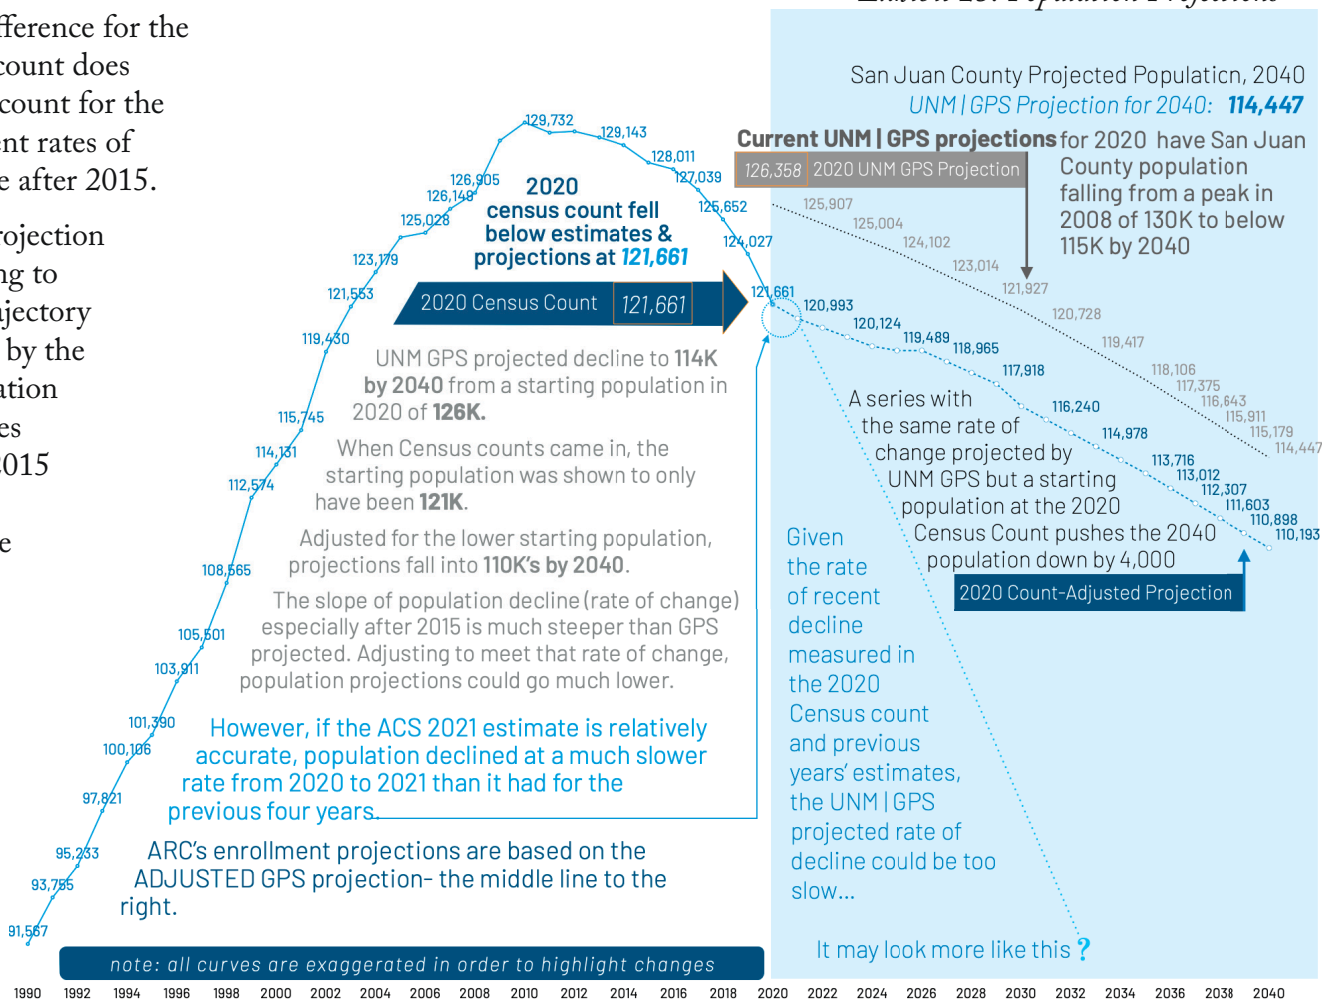 fference for the
count does
count for the
ent rates of
e after 2015.
rojection
ng to
ajectory
by the
ation
es
2015
e
San Juan County Projected Population, 2040
UNM | GPS Projection for 2040: 114,447
Current UNM | GPS projections for 2020 have San Juan
County population
falling from a peak in
2008 of 130K to below
115K by 2040
126,358 2020 UNM GPS Projection
2020
census count fell
below estimates &
projections at 121,661
2020 Census Count 121,661
UNM GPS projected decline to 114K
by 2040 from a starting population in
2020 of 126K.
When Census counts came in, the
starting population was shown to only
have been 121K.
Adjusted for the lower starting population,
projections fall into 110K's by 2040.
The slope of population decline (rate of change)
especially after 2015 is much steeper than GPS
projected. Adjusting to meet that rate of change,
population projections could go much lower.
However, if the ACS 2021 estimate is relatively
accurate, population declined at a much slower
rate from 2020 to 2021 than it had for the
previous four years.
ARC's enrollment projections are based on the
ADJUSTED GPS projection- the middle line to the
right.
note: all curves are exaggerated in order to highlight changes
91,567
93,755
95,233
97,821
100,106
101,390
103,911
105,501
108,565
112,574
114,131
115,745
119,430
121,553
123,179
125,028
126,149
126,905
129,732
129,143
128,011
127,039
125,652
124,027
121,661
125,907
125,004
124,102
123,014
121,927
120,728
119,417
118,106
117,375
116,643
115,911
115,179
114,447
120,993
120,124
119,489
118,965
117,918
116,240
114,978
113,716
113,012
112,307
111,603
110,898
110,193
A series with
the same rate of
change projected by
UNM GPS but a starting
population at the 2020
Census Count pushes the 2040
population down by 4,000
2020 Count-Adjusted Projection
Given
the rate
of recent
decline
measured in
the 2020
Census count
and previous
years' estimates,
the UNM | GPS
projected rate of
decline could be too
slow...
It may look more like this ?
1990 1992 1994 1996 1998 2000 2002 2004 2006 2008 2010 2012 2014 2016 2018 2020 2022 2024 2026 2028 2030 2032 2034 2036 2038 2040